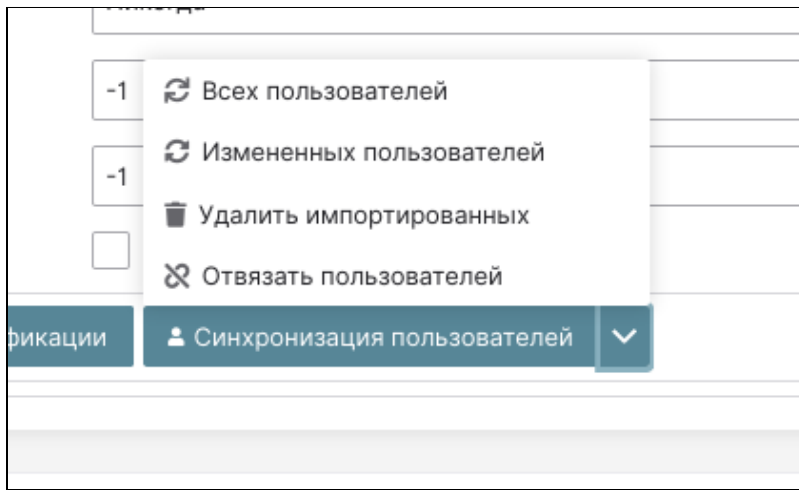 -1
Всех пользователей
Измененных пользователей
-1
Удалить импортированных
Отвязать пользователей
фикации
Синхронизация пользователей